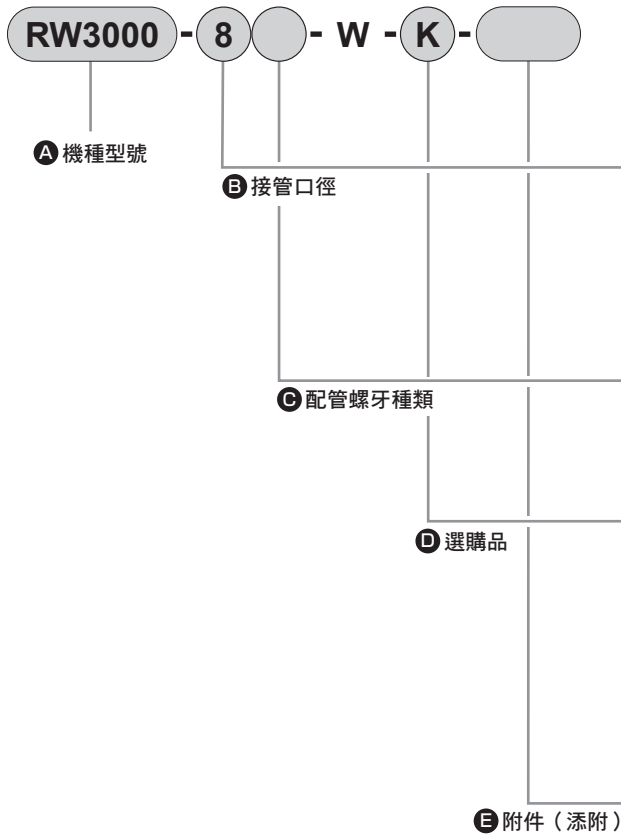 RW3000 - 8 - W - K -
A 機種型號
B 接管口徑
C 配管螺牙種類
D 選購品
E 附件（添附）